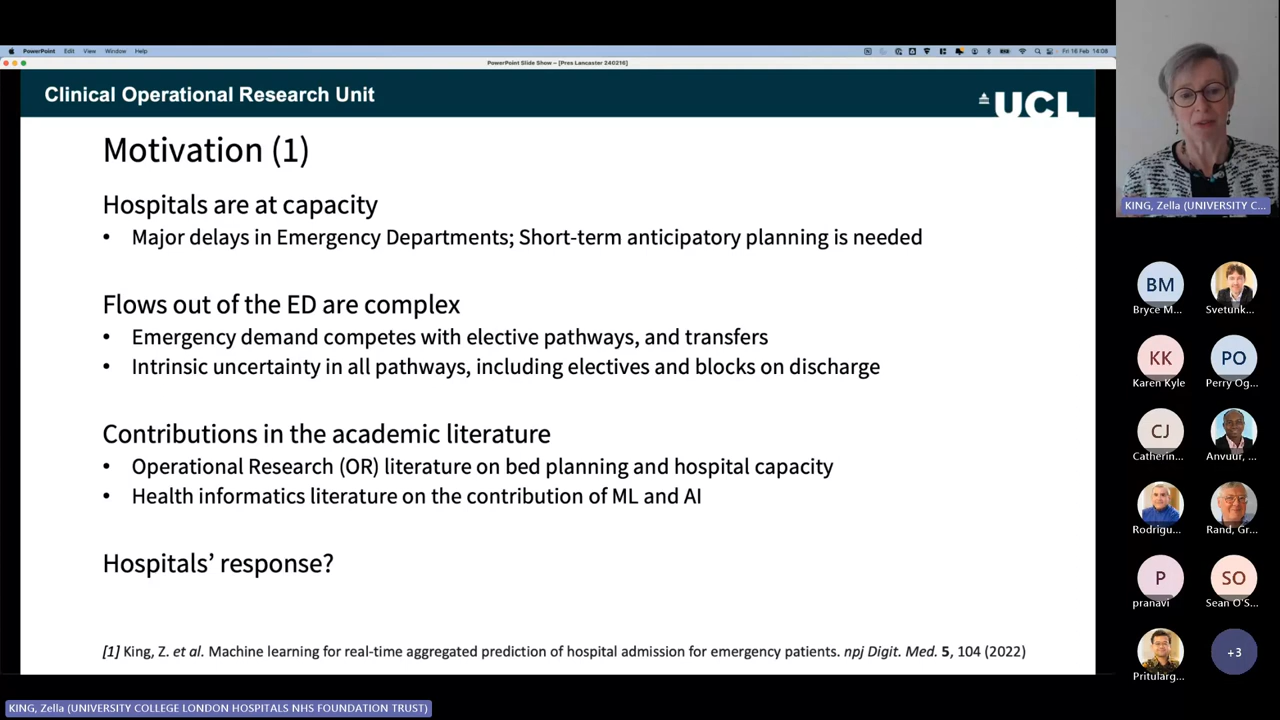 PowerPoint Edit View Window Help
Fri 16 Feb 14:08
PowerPoint Slide Show – [Pres Lancaster 240216]
Clinical Operational Research Unit
UCL
Motivation (1)
Hospitals are at capacity
• Major delays in Emergency Departments; Short-term anticipatory planning is needed
Flows out of the ED are complex
• Emergency demand competes with elective pathways, and transfers
• Intrinsic uncertainty in all pathways, including electives and blocks on discharge
Contributions in the academic literature
• Operational Research (OR) literature on bed planning and hospital capacity
• Health informatics literature on the contribution of ML and AI
Hospitals’ response?
[1] King, Z. et al. Machine learning for real-time aggregated prediction of hospital admission for emergency patients. npj Digit. Med. 5, 104 (2022)
KING, Zella (UNIVERSITY C...
BM
Bryce M...
Svetunk...
KK
Karen Kyle
PO
Perry Og...
CJ
Catherin...
Anvuur, ...
Rodrigu...
Rand, Gr...
P
pranavi
SO
Sean O'S...
Pritularg...
+3
KING, Zella (UNIVERSITY COLLEGE LONDON HOSPITALS NHS FOUNDATION TRUST)